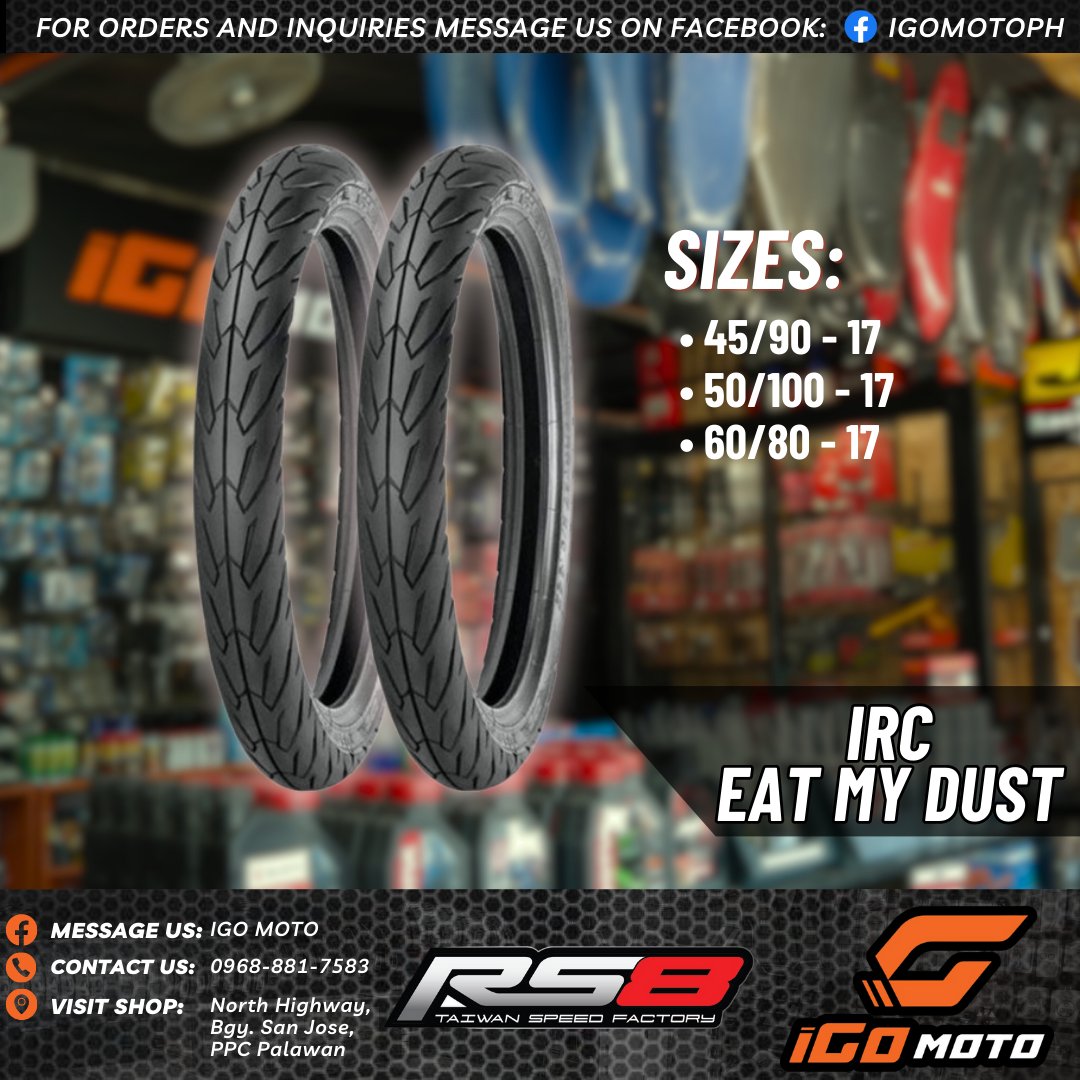 FOR ORDERS AND INQUIRIES MESSAGE US ON FACEBOOK: IGOMOTOPH
iGO
SIZES:
• 45/90 - 17
• 50/100 - 17
• 60/80 - 17
IRC
EAT MY DUST
MESSAGE US: IGO MOTO
CONTACT US: 0968-881-7583
VISIT SHOP: North Highway,
Bgy. San Jose,
PPC Palawan
RS8
TAIWAN SPEED FACTORY
iGO MOTO